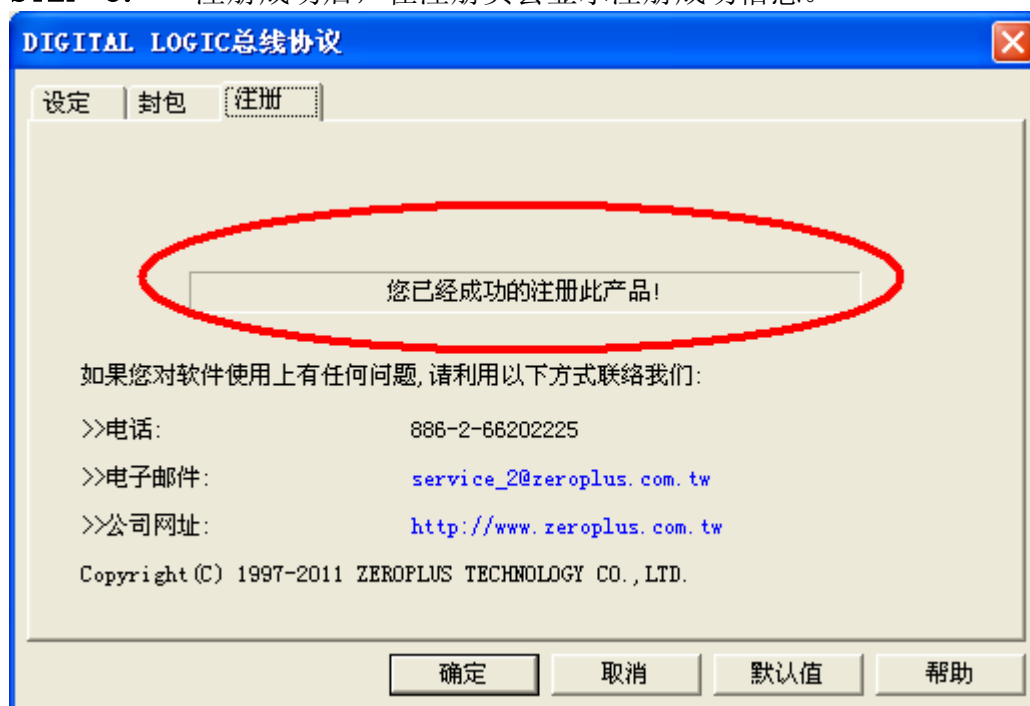 DIGITAL LOGIC总线协议
设定 封包 注册
您已经成功的注册此产品!
如果您对软件使用上有任何问题,请利用以下方式联络我们:
>>电话: 886-2-66202225
>>电子邮件: service_2@zeroplus.com.tw
>>公司网址: http://www.zeroplus.com.tw
Copyright(C) 1997-2011 ZEROPLUS TECHNOLOGY CO.,LTD.
确定 取消 默认值 帮助